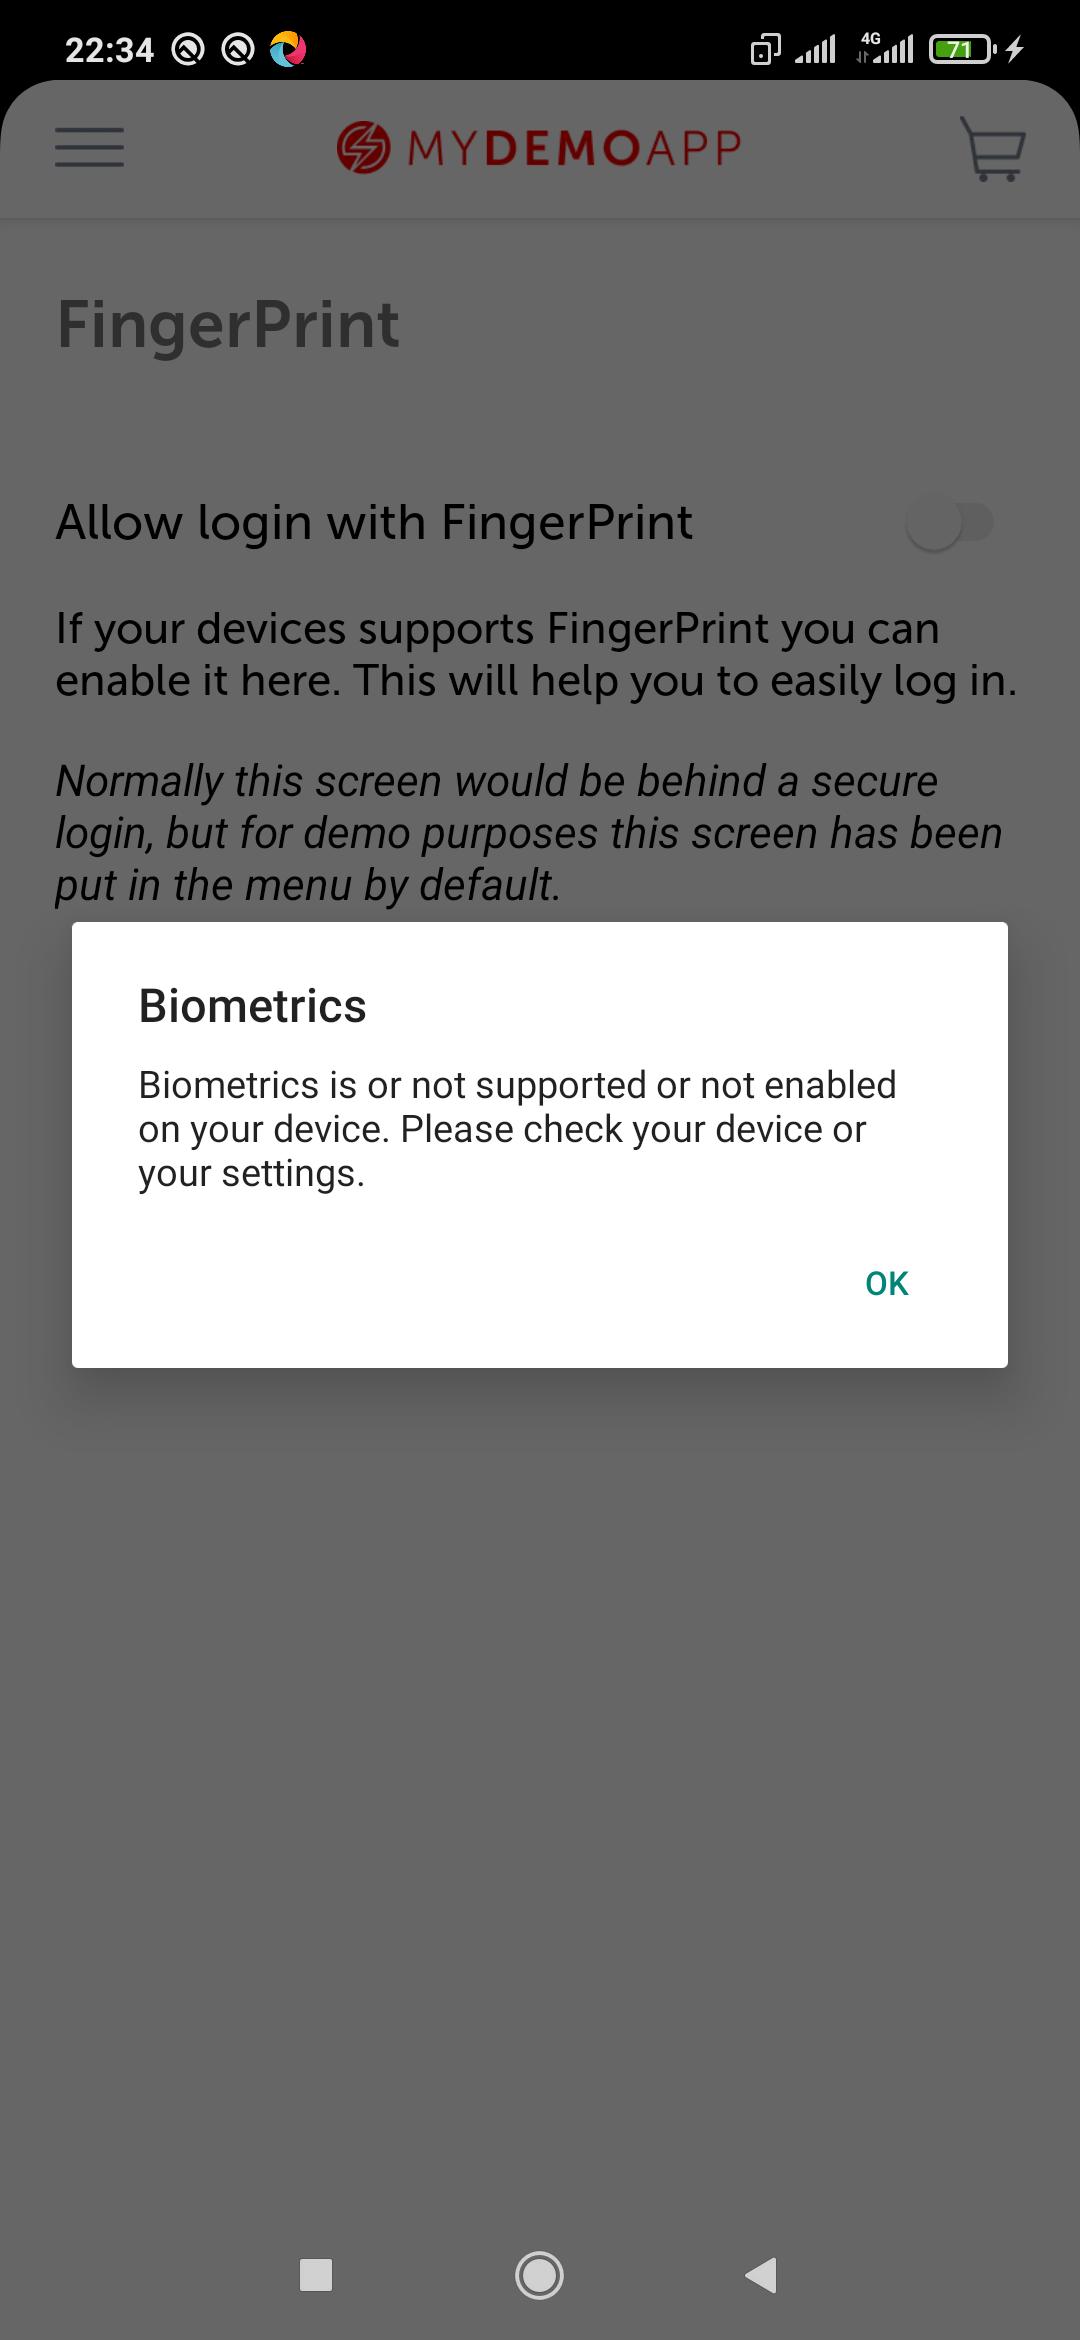 22:34
4G
71
MYDEMOAPP
FingerPrint
Allow login with FingerPrint
If your devices supports FingerPrint you can
enable it here. This will help you to easily log in.
Normally this screen would be behind a secure
login, but for demo purposes this screen has been
put in the menu by default.
Biometrics
Biometrics is or not supported or not enabled
on your device. Please check your device or
your settings.
OK